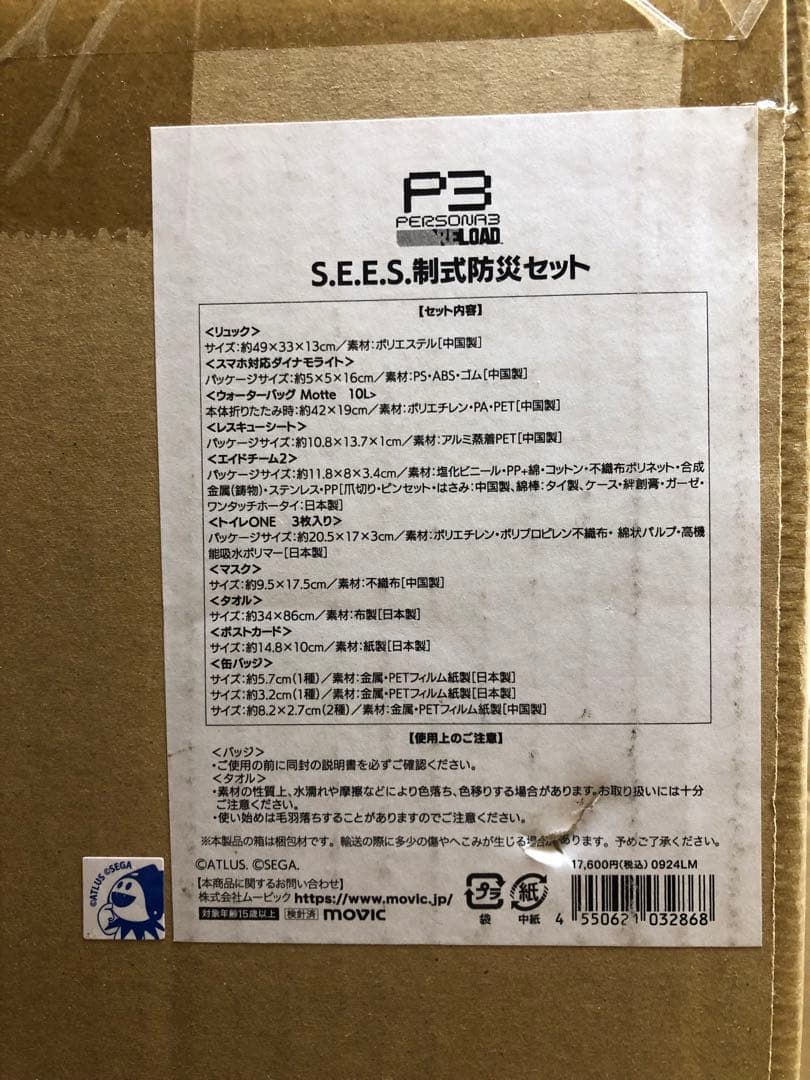 P3
PERSONA3
RELOAD
S.E.E.S.制式防災セット
【セット内容】
<リュック>
サイズ:約49×33×13cm/素材:ポリエステル[中国製]
<スマホ対応ダイナモライト>
パッケージサイズ:約5×5×16cm/素材:PS・ABS・ゴム[中国製]
<ウォーターバッグ Motte 10L>
本体折りたたみ時:約42×19cm/素材:ポリエチレン・PA・PET[中国製]
<レスキューシート>
パッケージサイズ:約10.8×13.7×1cm/素材:アルミ蒸着PET[中国製]
<エイドチーム2>
パッケージサイズ:約11.8×8×3.4cm/素材:塩化ビニール・PP+綿・コットン・不織布ポリネット・合成
金属(鋳物)・ステンレス・PP[爪切り・ピンセット・はさみ:中国製、綿棒:タイ製、ケース・絆創膏・ガーゼ・
ワンタッチホータイ:日本製]
<トイレONE 3枚入り>
パッケージサイズ:約20.5×17×3cm/素材:ポリエチレン・ポリプロピレン不織布・ 綿状パルプ・高機
能吸水ポリマー[日本製]
<マスク>
サイズ:約9.5×17.5cm/素材:不織布[中国製]
<タオル>
サイズ:約34×86cm/素材:布製[日本製]
<ポストカード>
サイズ:約14.8×10cm/素材:紙製[日本製]
<缶バッジ>
サイズ:約5.7cm(1種)/素材:金属・PETフィルム紙製[日本製]
サイズ:約3.2cm(1種)/素材:金属・PETフィルム紙製[日本製]
サイズ:約8.2×2.7cm(2種)/素材:金属・PETフィルム紙製[中国製]
【使用上のご注意】
<バッジ>
・ご使用の前に同封の説明書を必ずご確認ください。
<タオル>
・素材の性質上、水濡れや摩擦などにより色落ち、色移りする場合があります。お取り扱いには十分
ご注意ください。
・使い始めは毛羽落ちすることがありますのでご注意ください。
※本製品の箱は梱包材です。輸送の際に多少の傷やへこみが生じる場合があります。予めご了承ください。
©ATLUS. ©SEGA.
17,600円(税込) 0924LM
【本商品に関するお問い合わせ】
株式会社ムービック https://www.movic.jp/
対象年齢15歳以上 検針済 movic
プラ
袋
紙
中紙
4 550621 032868
©ATLUS ©SEGA